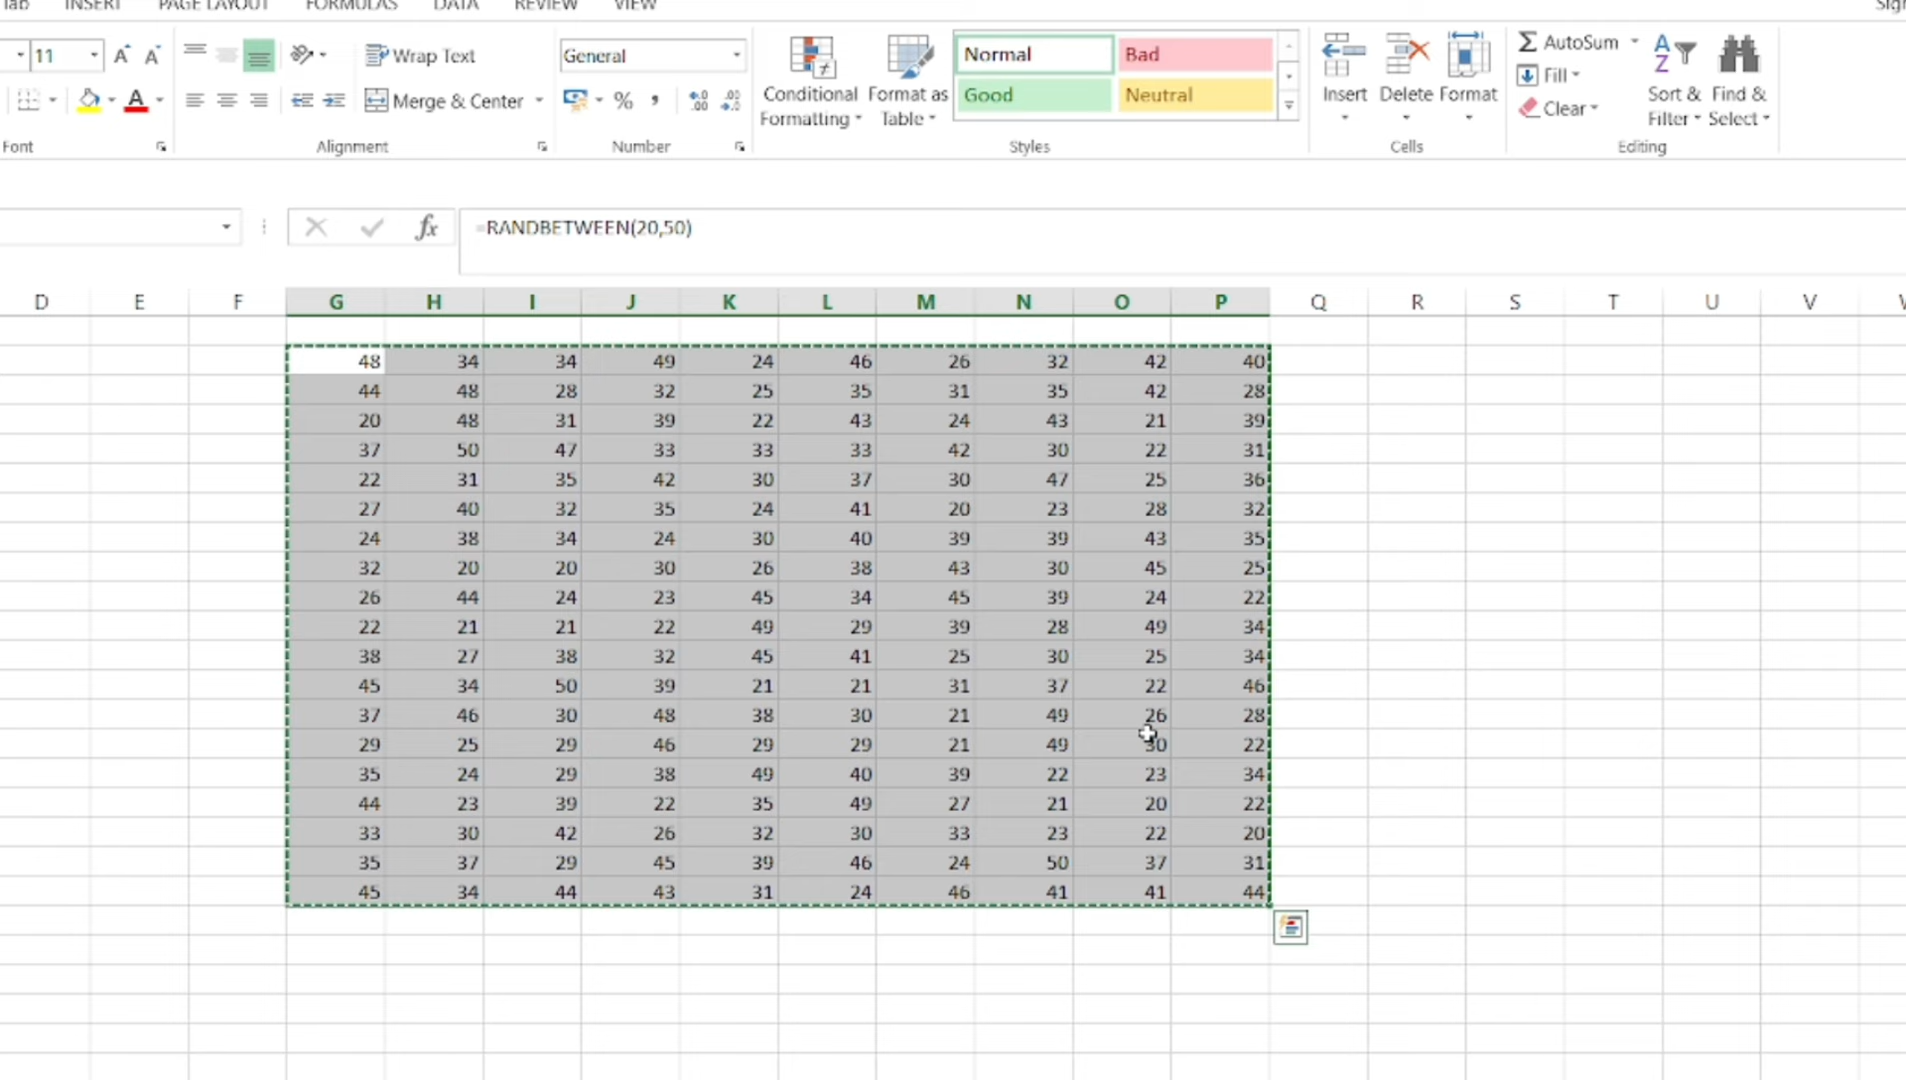 INSERT PAGE LAYOUT FORMULAS DATA REVIEW VIEW
11 A A Wrap Text General Normal Bad AutoSum
Merge & Center % Conditional Formatting Format as Table Good Neutral Insert Delete Format Fill Clear Sort & Filter Find & Select
Font Alignment Number Styles Cells Editing
fx =RANDBETWEEN(20,50)
D E F G H I J K L M N O P Q R S T U V
48 34 34 49 24 46 26 32 42 40
44 48 28 32 25 35 31 35 42 28
20 48 31 39 22 43 24 43 21 39
37 50 47 33 33 33 42 30 22 31
22 31 35 42 30 37 30 47 25 36
27 40 32 35 24 41 20 23 28 32
24 38 34 24 30 40 39 39 43 35
32 20 20 30 26 38 43 30 45 25
26 44 24 23 45 34 45 39 24 22
22 21 21 22 49 29 39 28 49 34
38 27 38 32 45 41 25 30 25 34
45 34 50 39 21 21 31 37 22 46
37 46 30 48 38 30 21 49 26 28
29 25 29 46 29 29 21 49 30 22
35 24 29 38 49 40 39 22 23 34
44 23 39 22 35 49 27 21 20 22
33 30 42 26 32 30 33 23 22 20
35 37 29 45 39 46 24 50 37 31
45 34 44 43 31 24 46 41 41 44